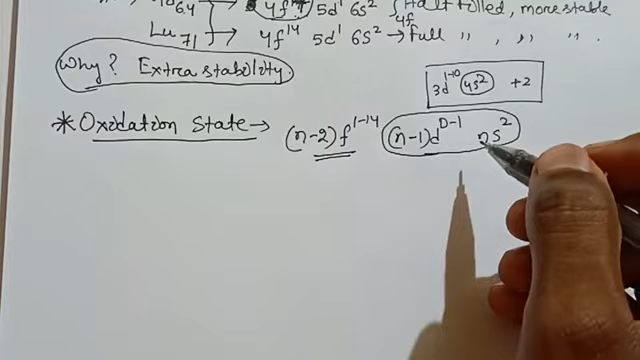 64 4f⁷ 5d¹ 6s² { Half filled, more stable
4f
Lu₇₁ → 4f¹⁴ 5d¹ 6s² → full " , , " " .
Why? Extra stability
3d¹⁻¹⁰ 4s² +2
*Oxidation State → (n-2)f¹⁻¹⁴ (n-1)d⁰⁻¹ ns²